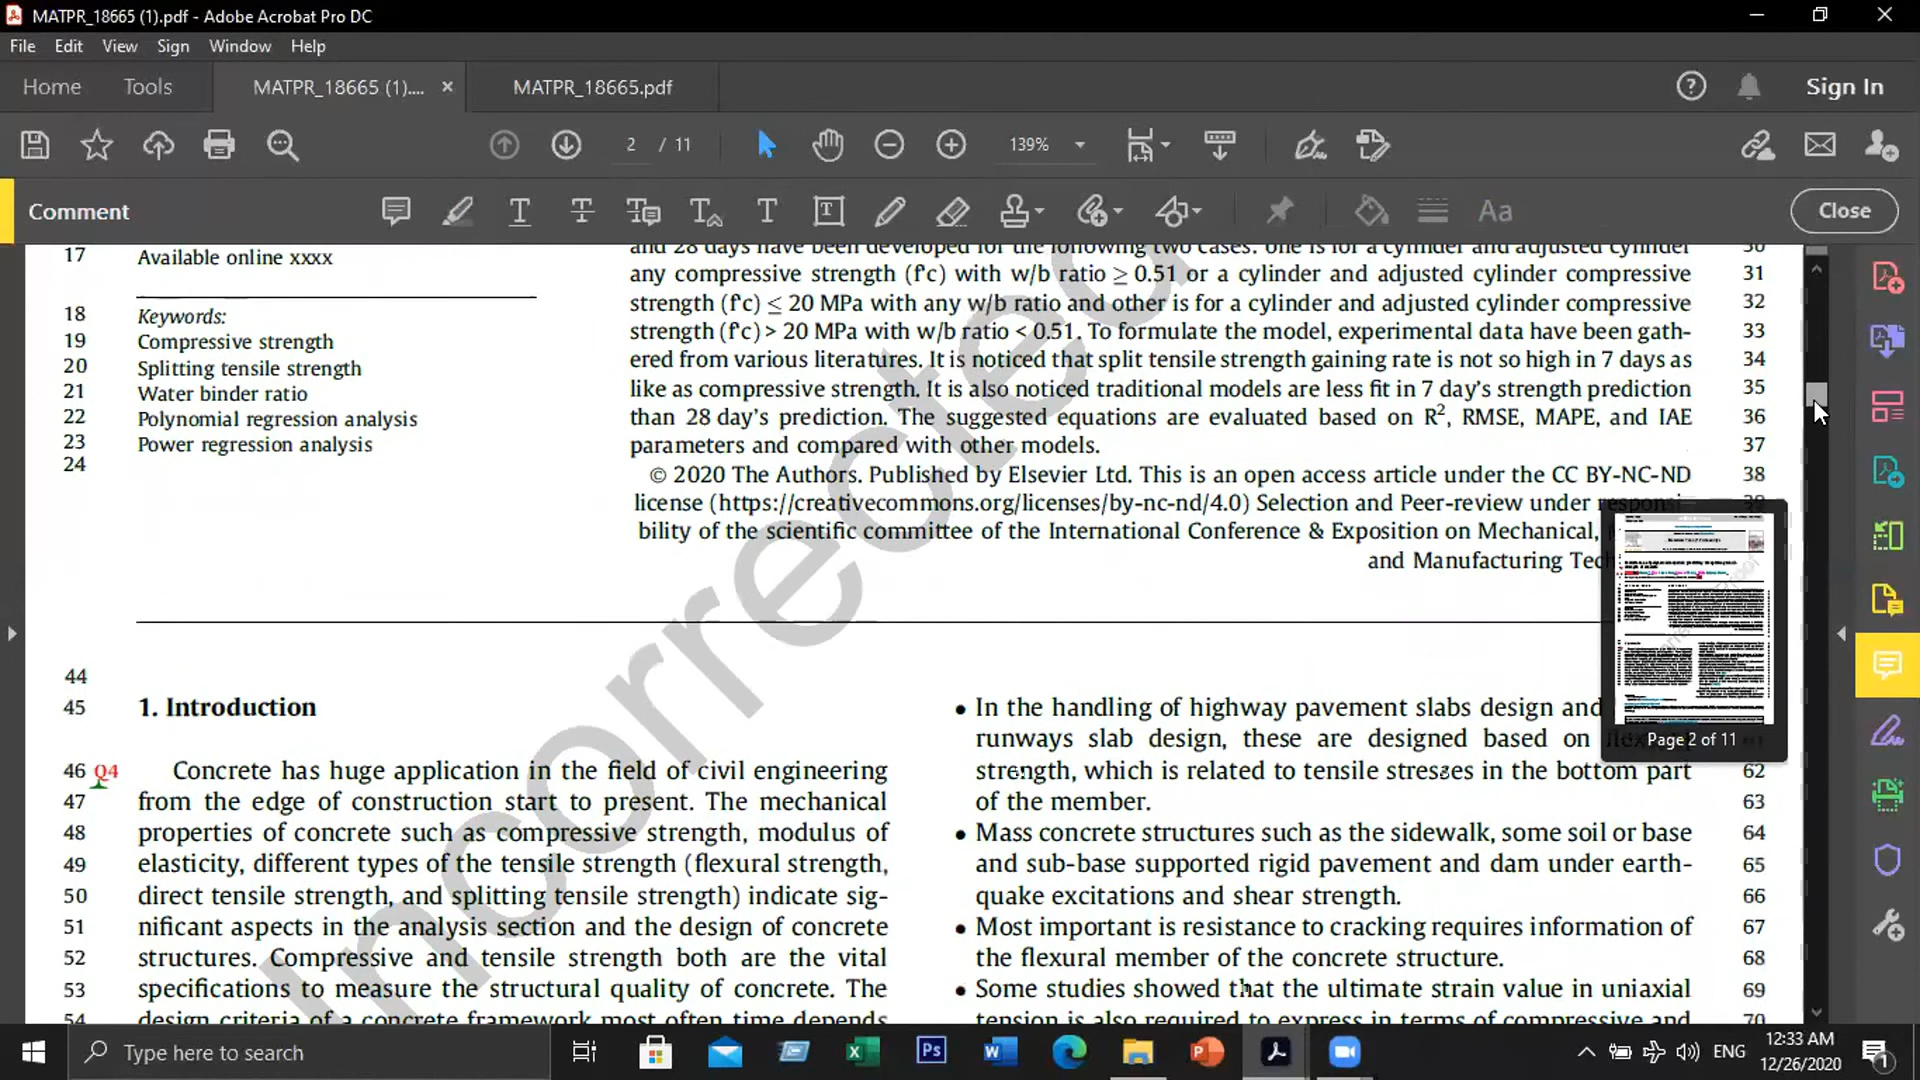 MATPR_18665 (1).pdf - Adobe Acrobat Pro DC
File Edit View Sign Window Help
Home Tools MATPR_18665 (1).... × MATPR_18665.pdf Sign In
2 / 11 139%
Comment Close
17 Available online xxxx
18 Keywords:
19 Compressive strength
20 Splitting tensile strength
21 Water binder ratio
22 Polynomial regression analysis
23 Power regression analysis
24
and 28 days have been developed for the following two cases, one is for a cylinder and adjusted cylinder 30
any compressive strength (f'c) with w/b ratio ≥ 0.51 or a cylinder and adjusted cylinder compressive 31
strength (f'c) ≤ 20 MPa with any w/b ratio and other is for a cylinder and adjusted cylinder compressive 32
strength (f'c) > 20 MPa with w/b ratio < 0.51. To formulate the model, experimental data have been gath- 33
ered from various literatures. It is noticed that split tensile strength gaining rate is not so high in 7 days as 34
like as compressive strength. It is also noticed traditional models are less fit in 7 day's strength prediction 35
than 28 day's prediction. The suggested equations are evaluated based on R², RMSE, MAPE, and IAE 36
parameters and compared with other models. 37
© 2020 The Authors. Published by Elsevier Ltd. This is an open access article under the CC BY-NC-ND 38
license (https://creativecommons.org/licenses/by-nc-nd/4.0) Selection and Peer-review under responsi- 39
bility of the scientific committee of the International Conference & Exposition on Mechanical,
and Manufacturing Tech
Page 2 of 11
44
45 1. Introduction
46 Q4 Concrete has huge application in the field of civil engineering
47 from the edge of construction start to present. The mechanical
48 properties of concrete such as compressive strength, modulus of
49 elasticity, different types of the tensile strength (flexural strength,
50 direct tensile strength, and splitting tensile strength) indicate sig-
51 nificant aspects in the analysis section and the design of concrete
52 structures. Compressive and tensile strength both are the vital
53 specifications to measure the structural quality of concrete. The
54 design criteria of a concrete framework most often time depends
• In the handling of highway pavement slabs design and
runways slab design, these are designed based on
strength, which is related to tensile stresses in the bottom part 62
of the member. 63
• Mass concrete structures such as the sidewalk, some soil or base 64
and sub-base supported rigid pavement and dam under earth- 65
quake excitations and shear strength. 66
• Most important is resistance to cracking requires information of 67
the flexural member of the concrete structure. 68
• Some studies showed that the ultimate strain value in uniaxial 69
tension is also required to express in terms of compressive and 70
Incorrected
Type here to search
ENG
12:33 AM
12/26/2020
1